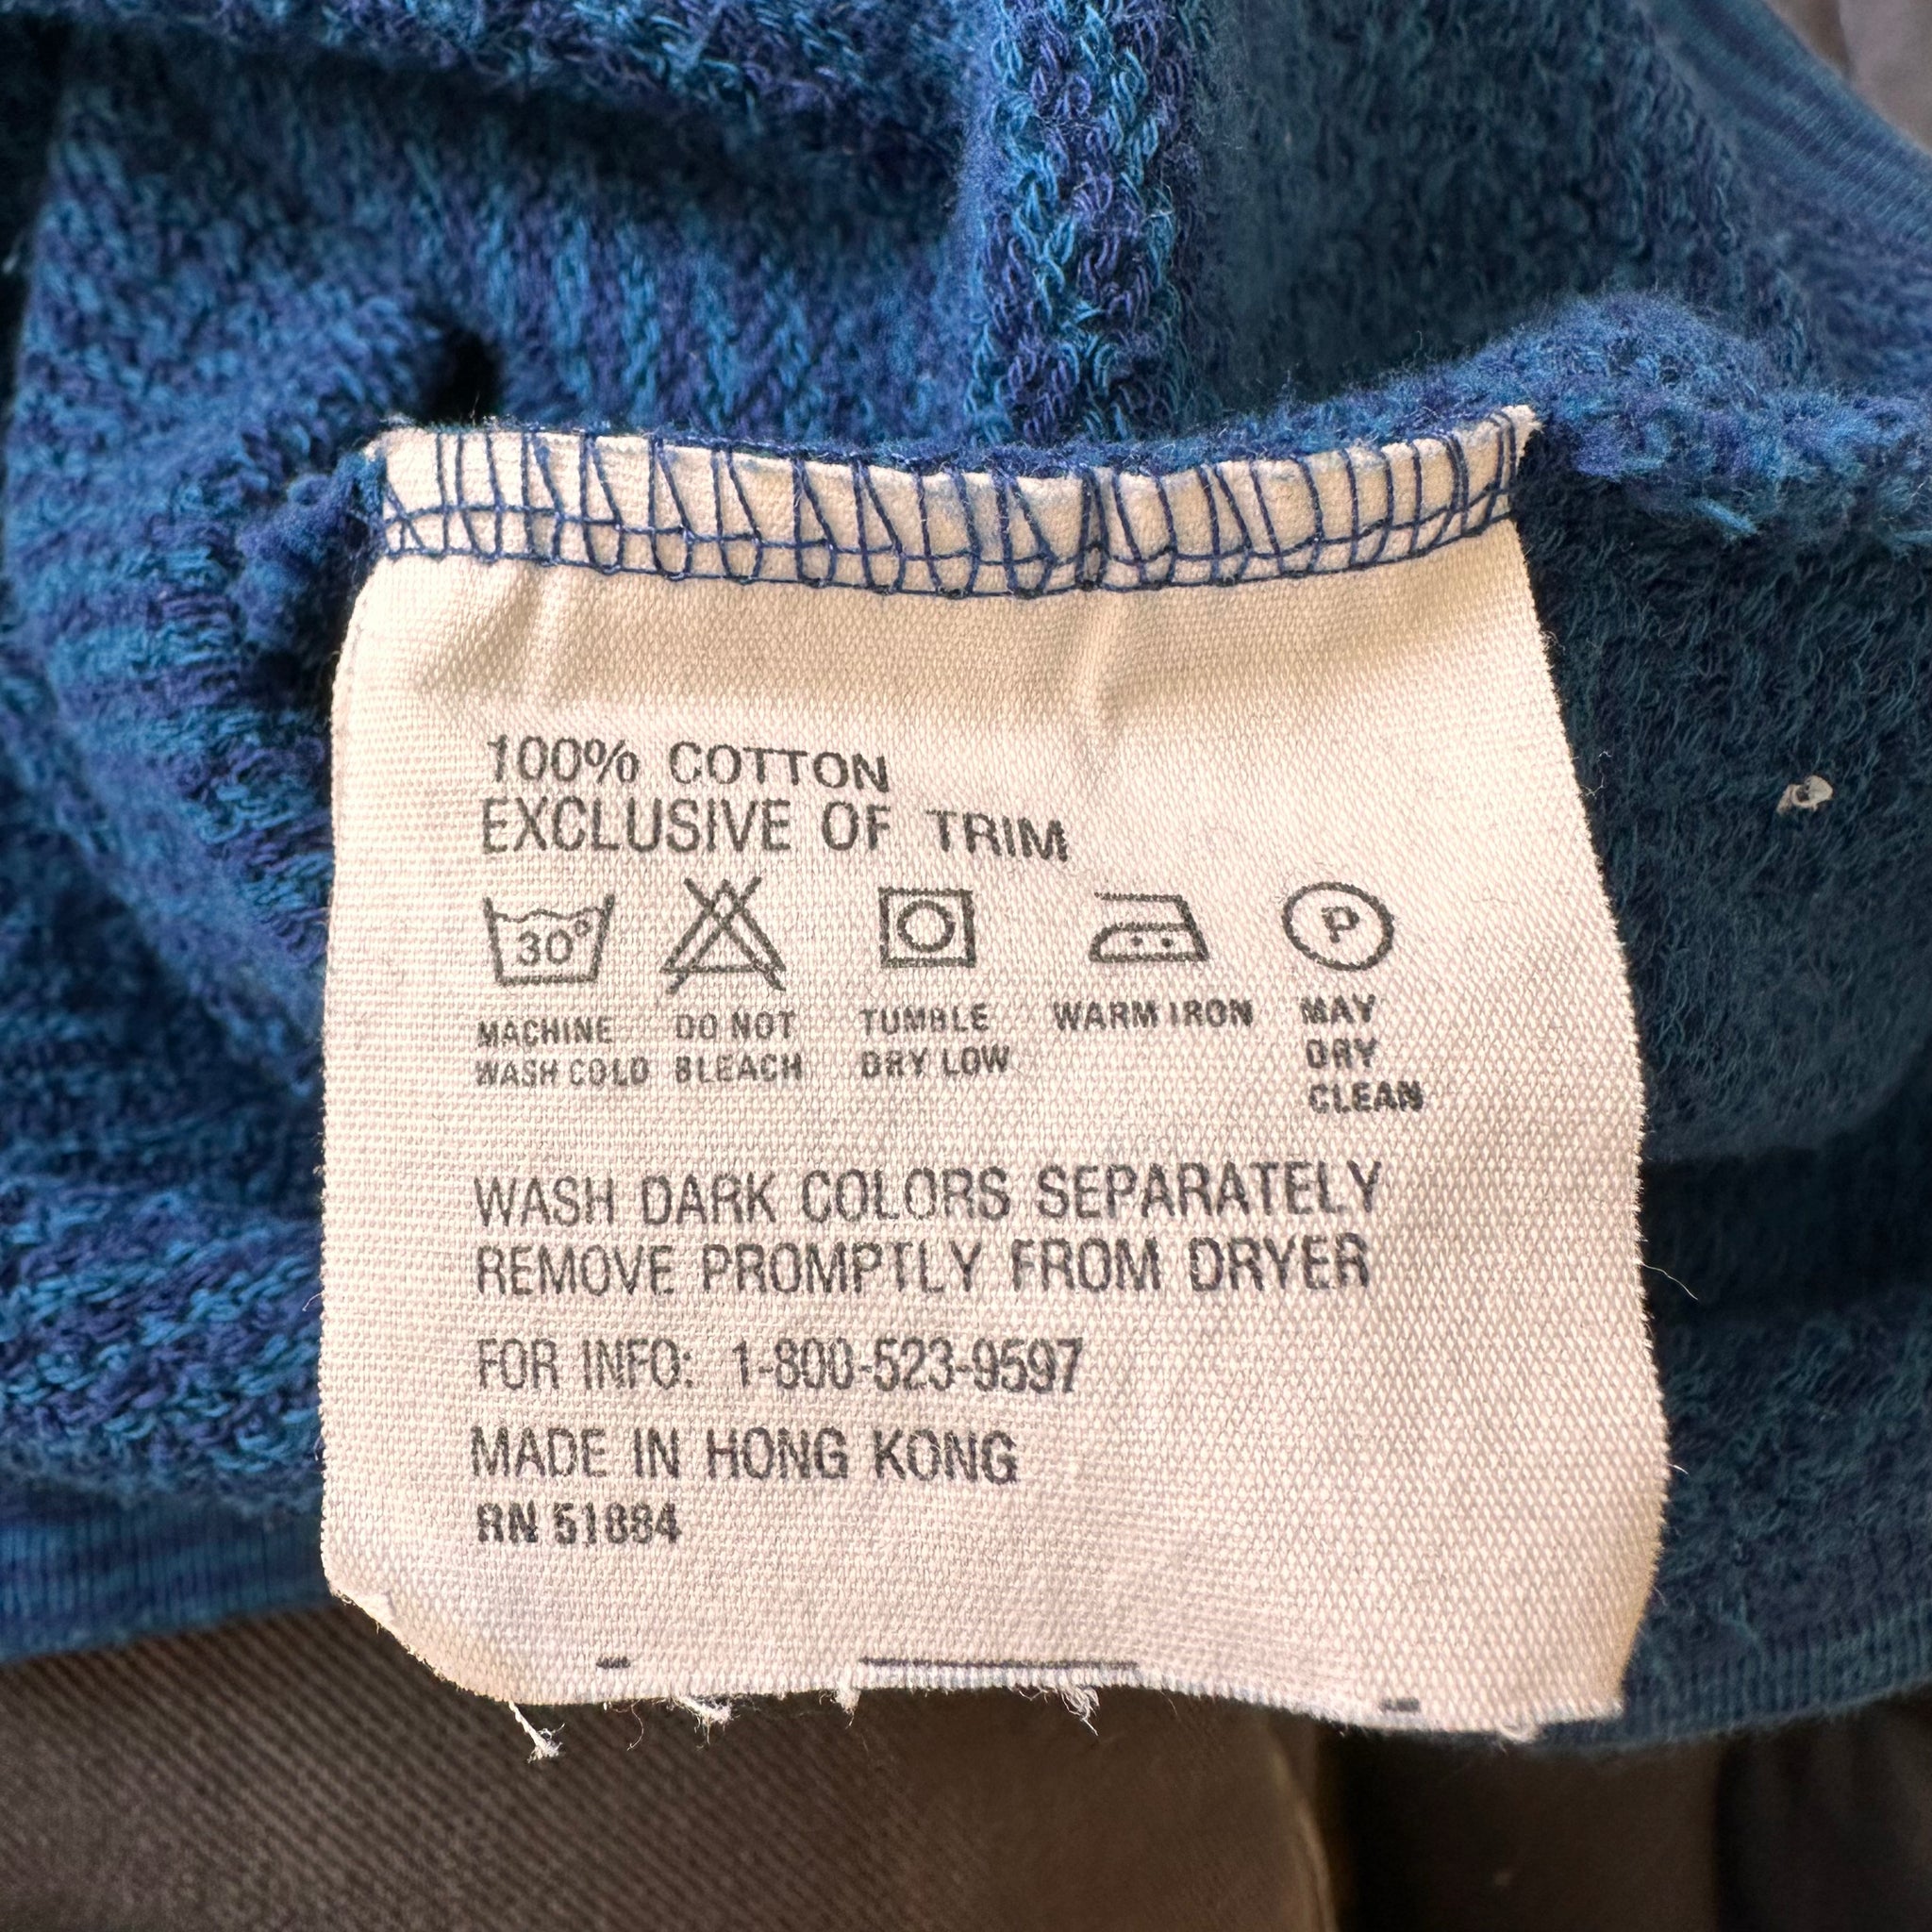 100% COTTON
EXCLUSIVE OF TRIM
30°
P
MACHINE WASH COLD
DO NOT BLEACH
TUMBLE DRY LOW
WARM IRON
MAY DRY CLEAN
WASH DARK COLORS SEPARATELY
REMOVE PROMPTLY FROM DRYER
FOR INFO: 1-800-523-9597
MADE IN HONG KONG
RN 51884